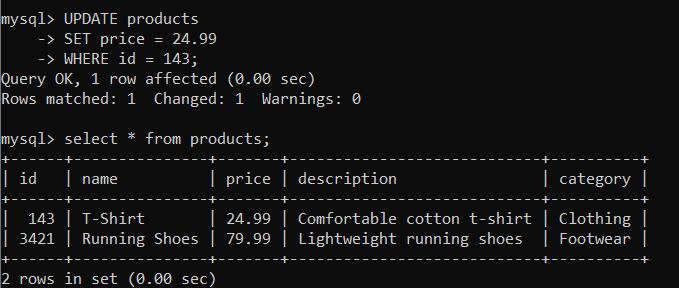 mysql> UPDATE products
    -> SET price = 24.99
    -> WHERE id = 143;
Query OK, 1 row affected (0.00 sec)
Rows matched: 1  Changed: 1  Warnings: 0

mysql> select * from products;
+------+---------------+-------+----------------------------+----------+
| id   | name          | price | description                | category |
+------+---------------+-------+----------------------------+----------+
|  143 | T-Shirt       | 24.99 | Comfortable cotton t-shirt | Clothing |
| 3421 | Running Shoes | 79.99 | Lightweight running shoes  | Footwear |
+------+---------------+-------+----------------------------+----------+
2 rows in set (0.00 sec)